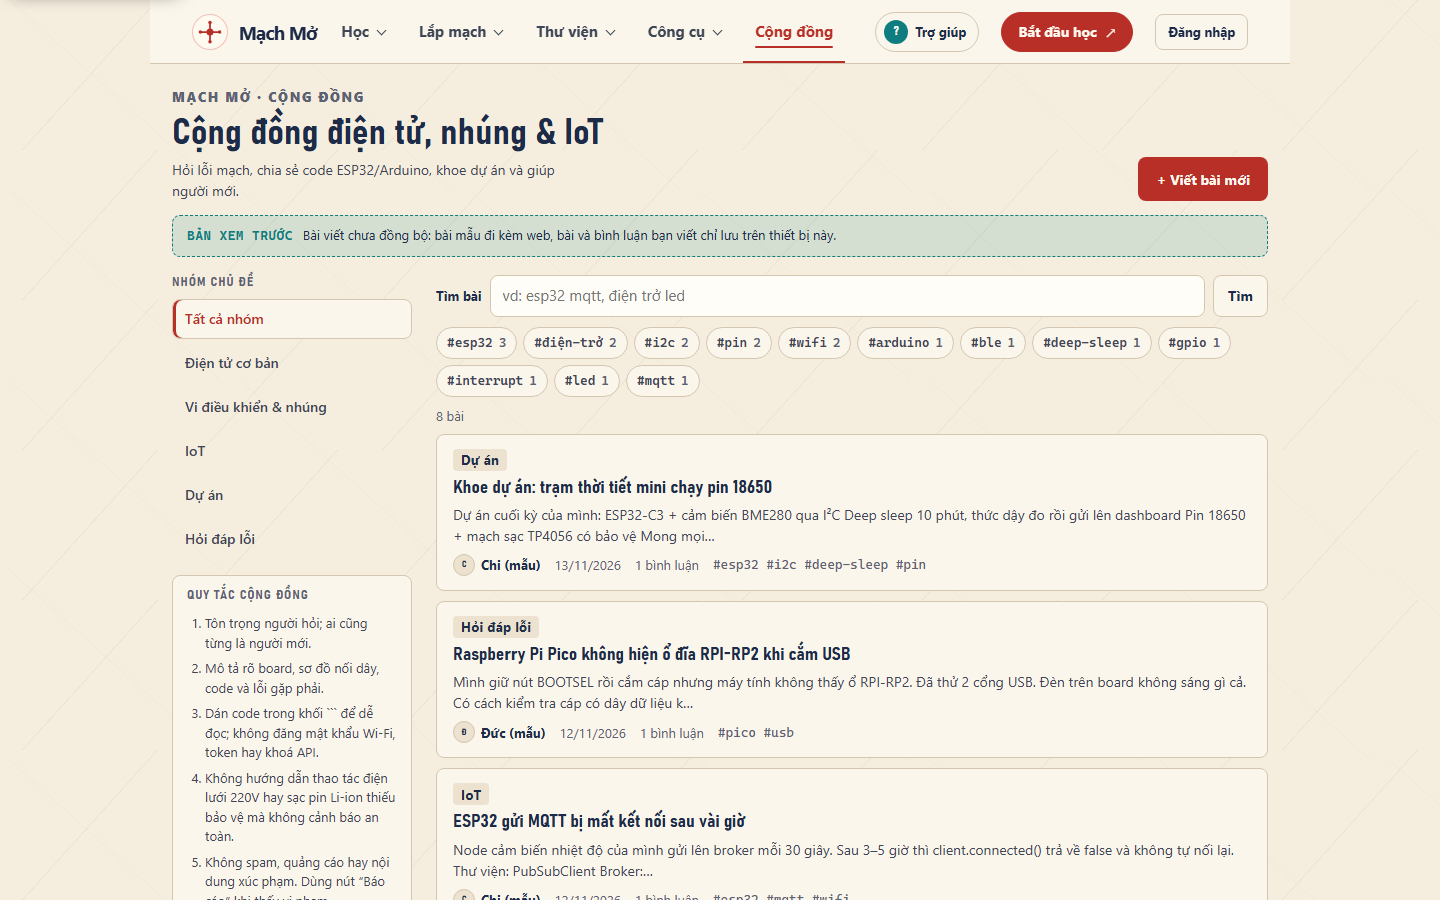 Mạch Mở
Học
Lắp mạch
Thư viện
Công cụ
Cộng đồng
? Trợ giúp
Bắt đầu học ↗
Đăng nhập
MẠCH MỞ · CỘNG ĐỒNG
Cộng đồng điện tử, nhúng & IoT
Hỏi lỗi mạch, chia sẻ code ESP32/Arduino, khoe dự án và giúp
người mới.
+ Viết bài mới
BẢN XEM TRƯỚC Bài viết chưa đồng bộ: bài mẫu đi kèm web, bài và bình luận bạn viết chỉ lưu trên thiết bị này.
NHÓM CHỦ ĐỀ
Tất cả nhóm
Điện tử cơ bản
Vi điều khiển & nhúng
IoT
Dự án
Hỏi đáp lỗi
QUY TẮC CỘNG ĐỒNG
1. Tôn trọng người hỏi; ai cũng
từng là người mới.
2. Mô tả rõ board, sơ đồ nối dây,
code và lỗi gặp phải.
3. Dán code trong khối ``` để dễ
đọc; không đăng mật khẩu Wi-Fi,
token hay khoá API.
4. Không hướng dẫn thao tác điện
lưới 220V hay sạc pin Li-ion thiếu
bảo vệ mà không cảnh báo an
toàn.
5. Không spam, quảng cáo hay nội
dung xúc phạm. Dùng nút “Báo
Tìm bài
vd: esp32 mqtt, điện trở led
Tìm
#esp32 3 #điện-trở 2 #i2c 2 #pin 2 #wifi 2 #arduino 1 #ble 1 #deep-sleep 1 #gpio 1
#interrupt 1 #led 1 #mqtt 1
8 bài
Dự án
Khoe dự án: trạm thời tiết mini chạy pin 18650
Dự án cuối kỳ của mình: ESP32-C3 + cảm biến BME280 qua I²C Deep sleep 10 phút, thức dậy đo rồi gửi lên dashboard Pin 18650
+ mạch sạc TP4056 có bảo vệ Mong mọi…
C Chi (mẫu) 13/11/2026 1 bình luận #esp32 #i2c #deep-sleep #pin
Hỏi đáp lỗi
Raspberry Pi Pico không hiện ổ đĩa RPI-RP2 khi cắm USB
Mình giữ nút BOOTSEL rồi cắm cáp nhưng máy tính không thấy ổ RPI-RP2. Đã thử 2 cổng USB. Đèn trên board không sáng gì cả.
Có cách kiểm tra cáp có dây dữ liệu k…
Đ Đức (mẫu) 12/11/2026 1 bình luận #pico #usb
IoT
ESP32 gửi MQTT bị mất kết nối sau vài giờ
Node cảm biến nhiệt độ của mình gửi lên broker mỗi 30 giây. Sau 3–5 giờ thì client.connected() trả về false và không tự nối lại.
Thư viện: PubSubClient Broker:…
Chi (mẫu) 12/11/2026 1 bình luận #esp32 #mqtt #wifi